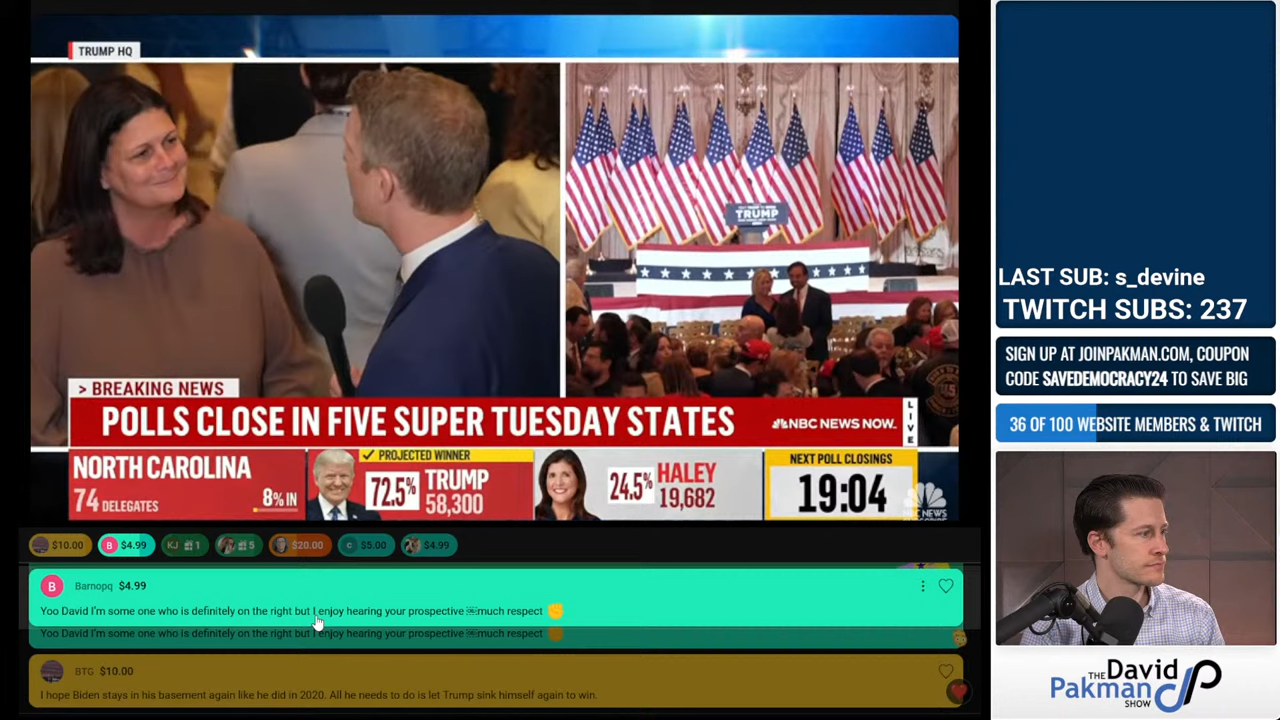 TRUMP HQ
TRUMP
> BREAKING NEWS
POLLS CLOSE IN FIVE SUPER TUESDAY STATES
NBC NEWS NOW.
LIVE
NORTH CAROLINA
74 DELEGATES
8% IN
✓ PROJECTED WINNER
72.5%
TRUMP
58,300
24.5%
HALEY
19,682
NEXT POLL CLOSINGS
19:04
NBC NEWS
$10.00
B $4.99
KJ 1
5
$20.00
C $5.00
$4.99
B Barnopq $4.99
Yoo David I'm some one who is definitely on the right but I enjoy hearing your prospective much respect ✊
Yoo David I'm some one who is definitely on the right but I enjoy hearing your prospective much respect ✊
BTG $10.00
I hope Biden stays in his basement again like he did in 2020. All he needs to do is let Trump sink himself again to win.
LAST SUB: s_devine
TWITCH SUBS: 237
SIGN UP AT JOINPAKMAN.COM, COUPON
CODE SAVEDEMOCRACY24 TO SAVE BIG
36 OF 100 WEBSITE MEMBERS & TWITCH
THE David
Pakman
SHOW